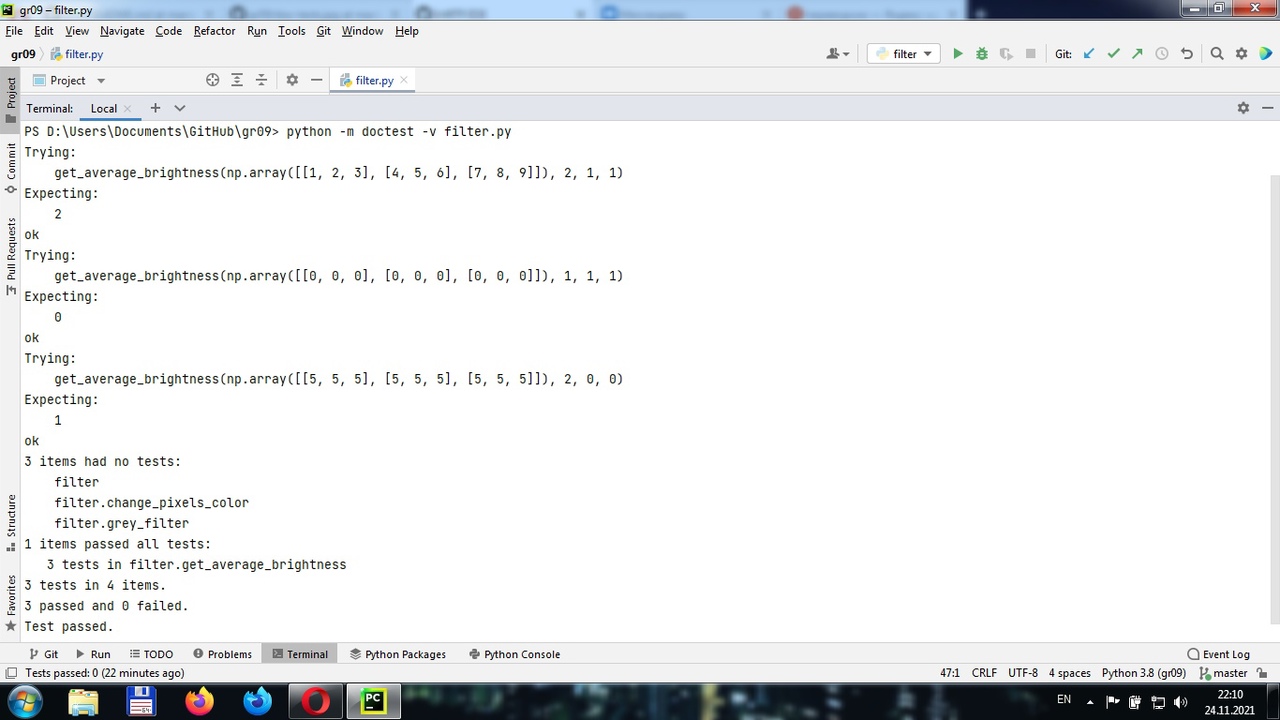 gr09 – filter.py
File Edit View Navigate Code Refactor Run Tools Git Window Help
gr09 filter.py filter Git:
Project filter.py
Terminal: Local
Project
Commit
Pull Requests
Structure
Favorites
PS D:\Users\Documents\GitHub\gr09> python -m doctest -v filter.py
Trying:
get_average_brightness(np.array([[1, 2, 3], [4, 5, 6], [7, 8, 9]]), 2, 1, 1)
Expecting:
2
ok
Trying:
get_average_brightness(np.array([[0, 0, 0], [0, 0, 0], [0, 0, 0]]), 1, 1, 1)
Expecting:
0
ok
Trying:
get_average_brightness(np.array([[5, 5, 5], [5, 5, 5], [5, 5, 5]]), 2, 0, 0)
Expecting:
1
ok
3 items had no tests:
filter
filter.change_pixels_color
filter.grey_filter
1 items passed all tests:
3 tests in filter.get_average_brightness
3 tests in 4 items.
3 passed and 0 failed.
Test passed.
Git Run TODO Problems Terminal Python Packages Python Console Event Log
Tests passed: 0 (22 minutes ago) 47:1 CRLF UTF-8 4 spaces Python 3.8 (gr09) master
PC
EN
22:10
24.11.2021